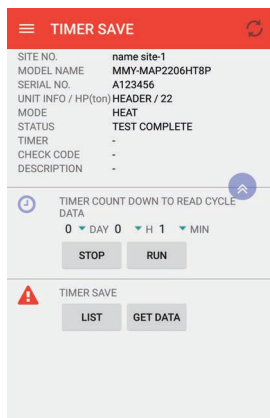 TIMER SAVE
SITE NO. name site-1
MODEL NAME MMY-MAP2206HT8P
SERIAL NO. A123456
UNIT INFO / HP(ton) HEADER / 22
MODE HEAT
STATUS TEST COMPLETE
TIMER -
CHECK CODE -
DESCRIPTION -
TIMER COUNT DOWN TO READ CYCLE
DATA
0 DAY 0 H 1 MIN
STOP RUN
TIMER SAVE
LIST GET DATA